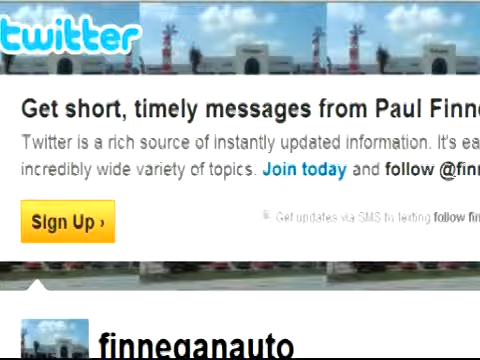 twitter
Get short, timely messages from Paul Finne
Twitter is a rich source of instantly updated information. It's ea
incredibly wide variety of topics. Join today and follow @finn
Sign Up ›
Get updates via SMS by texting follow fin
finneganauto